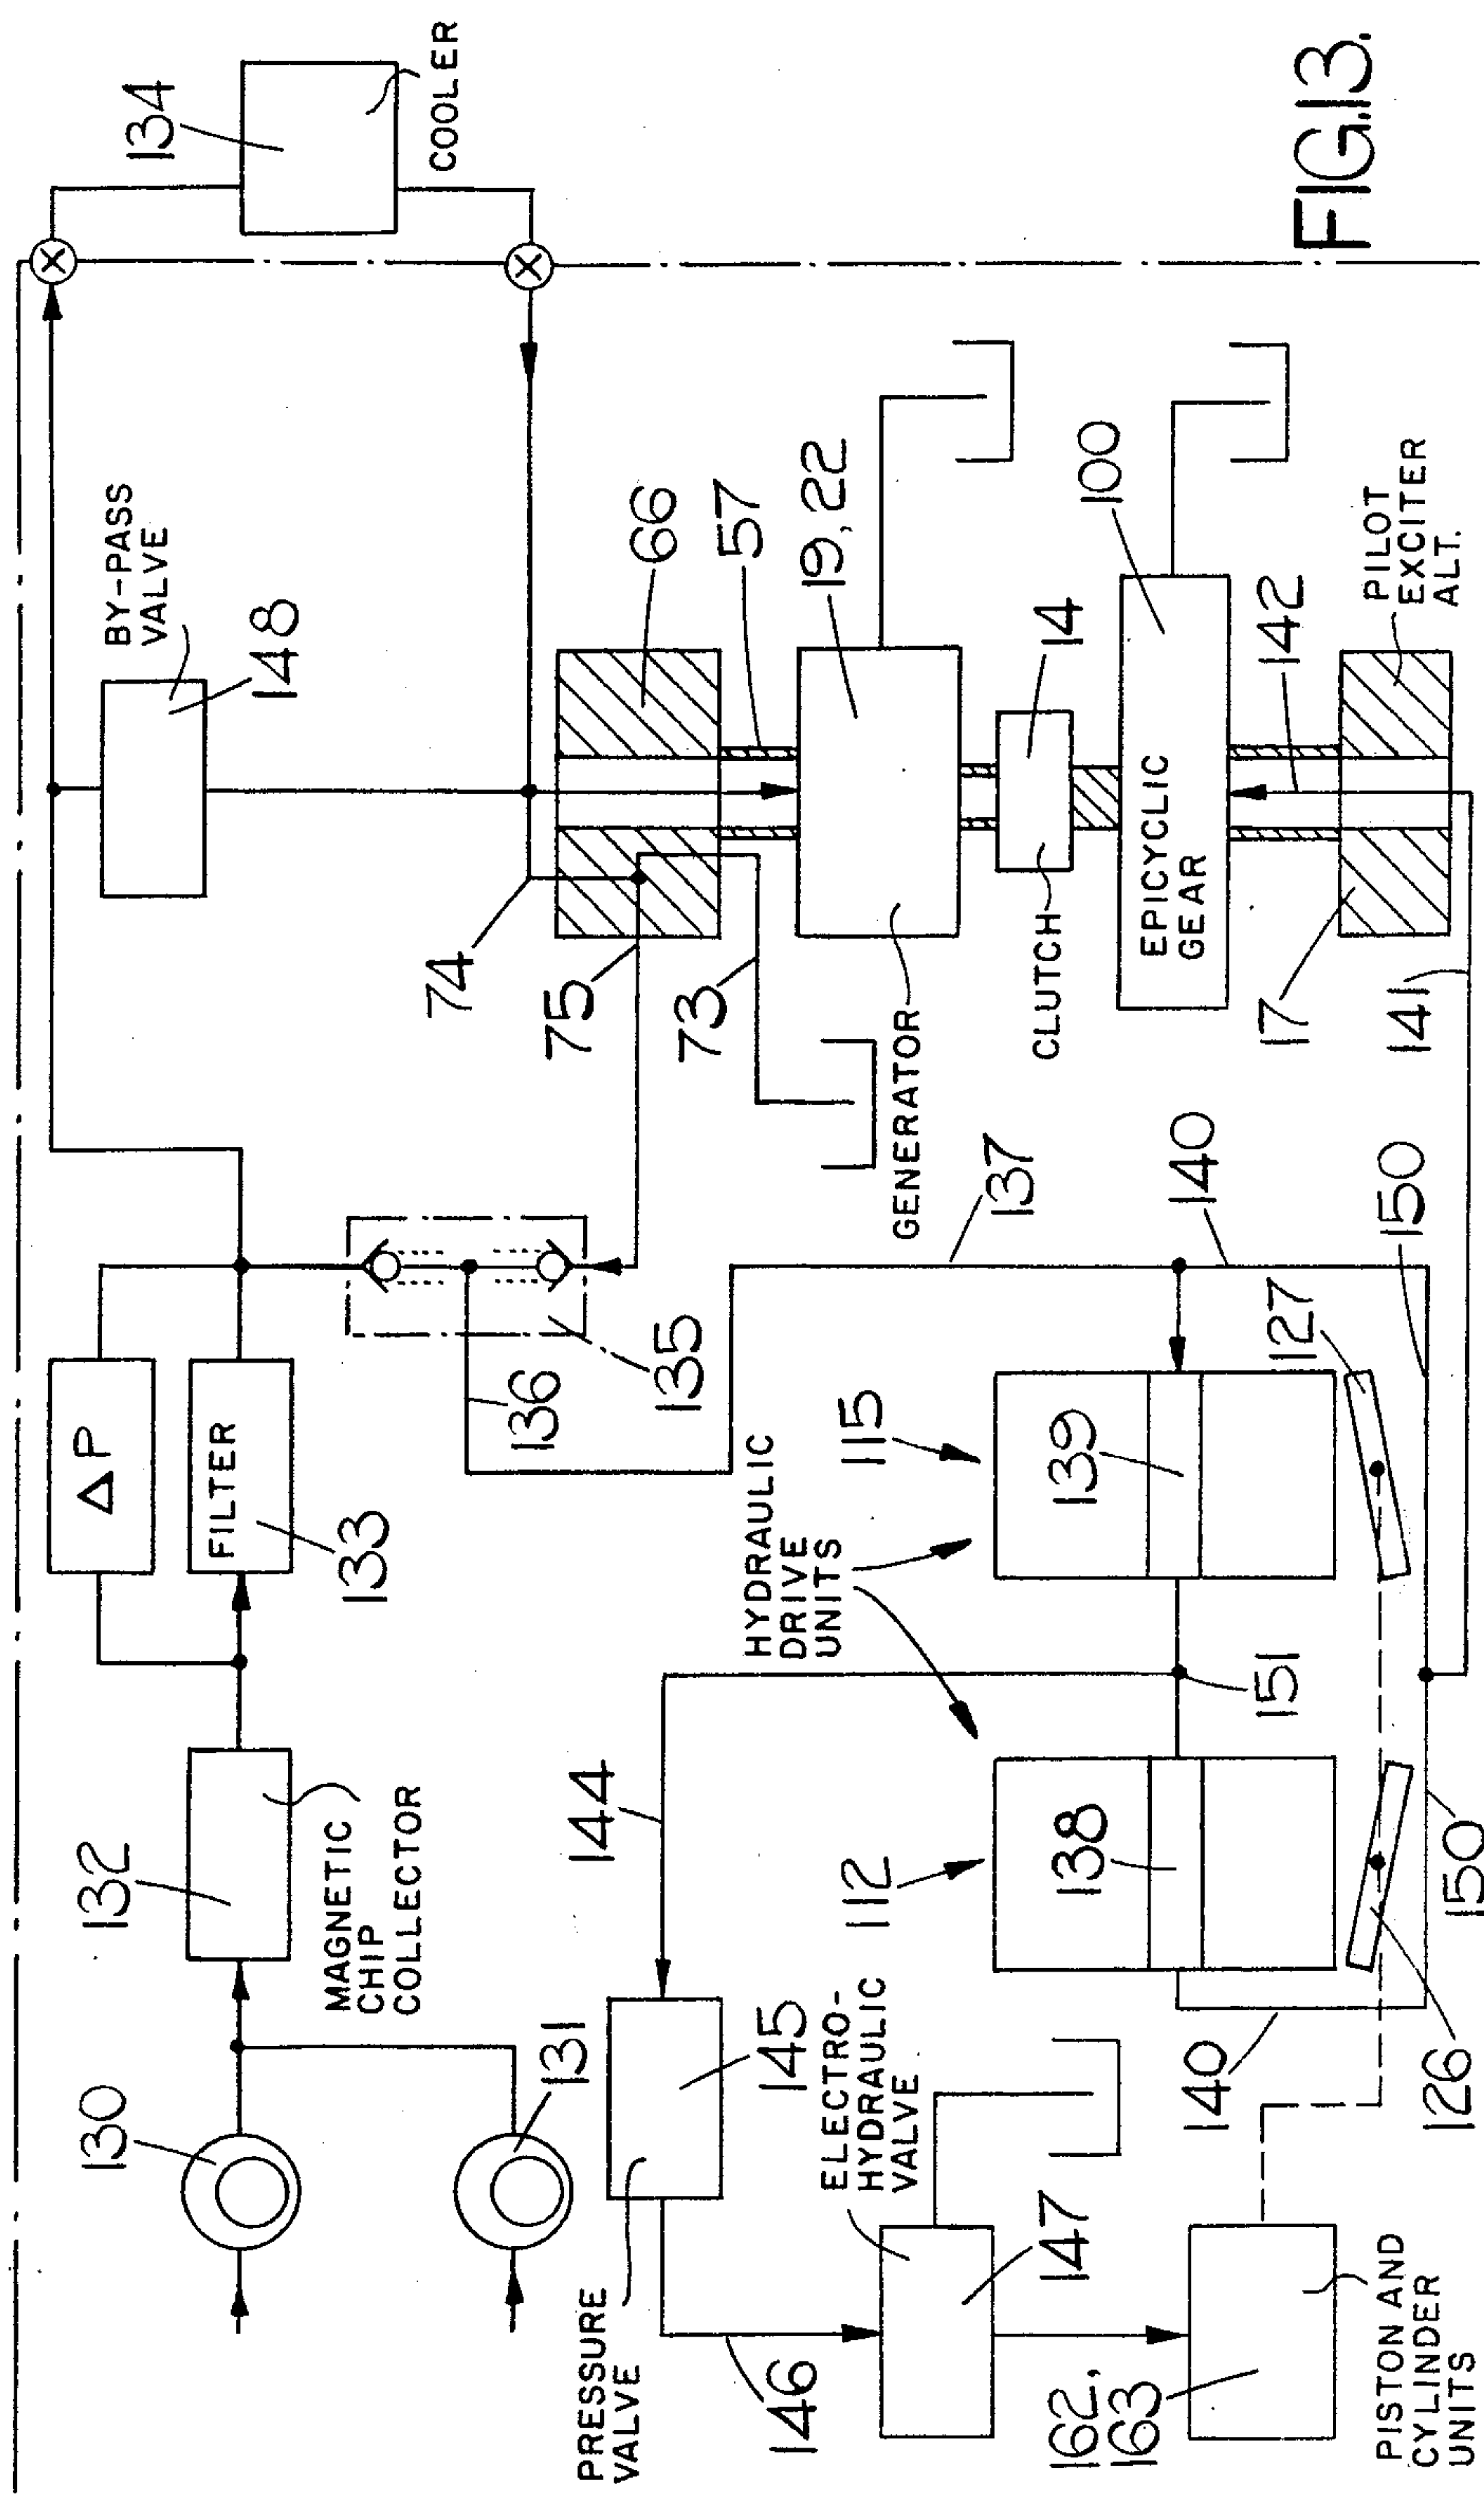 130
131
132
MAGNETIC
CHIP
COLLECTOR
ΔP
FILTER
133
135
136
BY-PASS
VALVE
148
134
COOLER
66
57
19, 22
14
100
142
PILOT
EXCITER
ALT.
74
75
73
GENERATOR
CLUTCH
EPICYCLIC
GEAR
17
141
137
140
150
127
115
139
HYDRAULIC
DRIVE
UNITS
151
144
112
138
150
126
140
145
PRESSURE
VALVE
ELECTRO-
HYDRAULIC
VALVE
147
146
162,
163
PISTON AND
CYLINDER
UNITS
FIG.13.